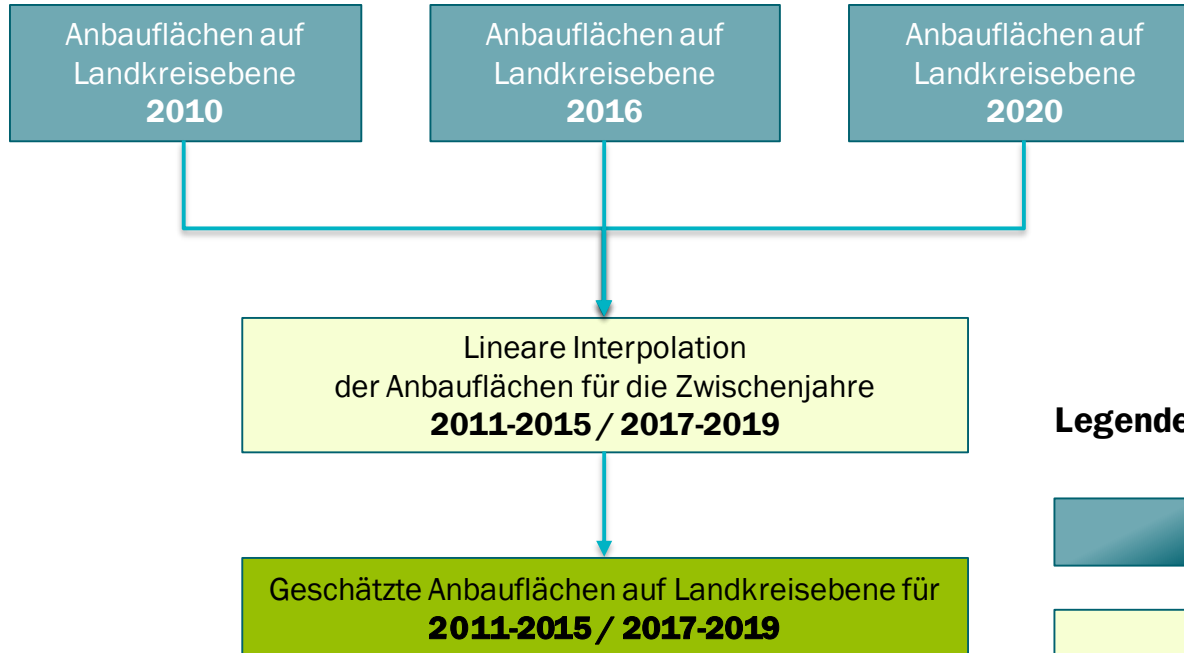 Anbauflächen auf
Landkreisebene
2010
Anbauflächen auf
Landkreisebene
2016
Anbauflächen auf
Landkreisebene
2020
Lineare Interpolation
der Anbauflächen für die Zwischenjahre
2011-2015 / 2017-2019
Legende
Geschätzte Anbauflächen auf Landkreisebene für
2011-2015 / 2017-2019